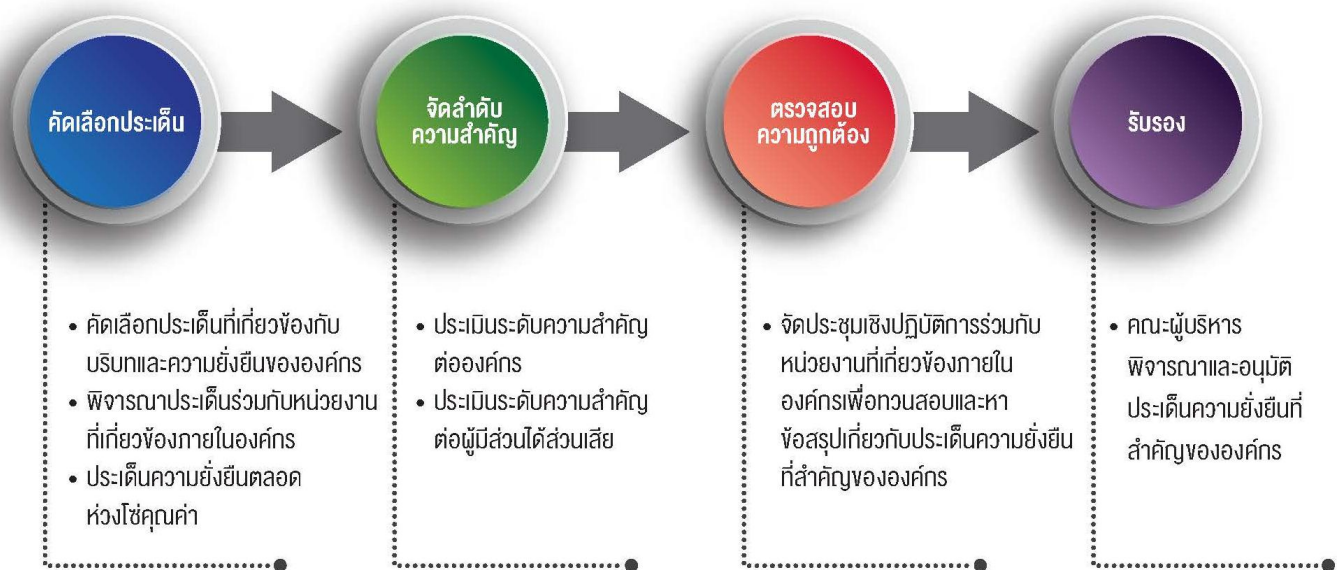 คัดเลือกประเด็น
จัดลำดับ
ความสำคัญ
ตรวจสอบ
ความถูกต้อง
รับรอง
• คัดเลือกประเด็นที่เกี่ยวข้องกับ
บริบทและความยั่งยืนขององค์กร
• พิจารณาประเด็นร่วมกับหน่วยงาน
ที่เกี่ยวข้องภายในองค์กร
• ประเด็นความยั่งยืนตลอด
ห่วงโซ่คุณค่า
• ประเมินระดับความสำคัญ
ต่อองค์กร
• ประเมินระดับความสำคัญ
ต่อผู้มีส่วนได้ส่วนเสีย
• จัดประชุมเชิงปฏิบัติการร่วมกับ
หน่วยงานที่เกี่ยวข้องภายใน
องค์กรเพื่อทวนสอบและหา
ข้อสรุปเกี่ยวกับประเด็นความยั่งยืน
ที่สำคัญขององค์กร
• คณะผู้บริหาร
พิจารณาและอนุมัติ
ประเด็นความยั่งยืนที่
สำคัญขององค์กร